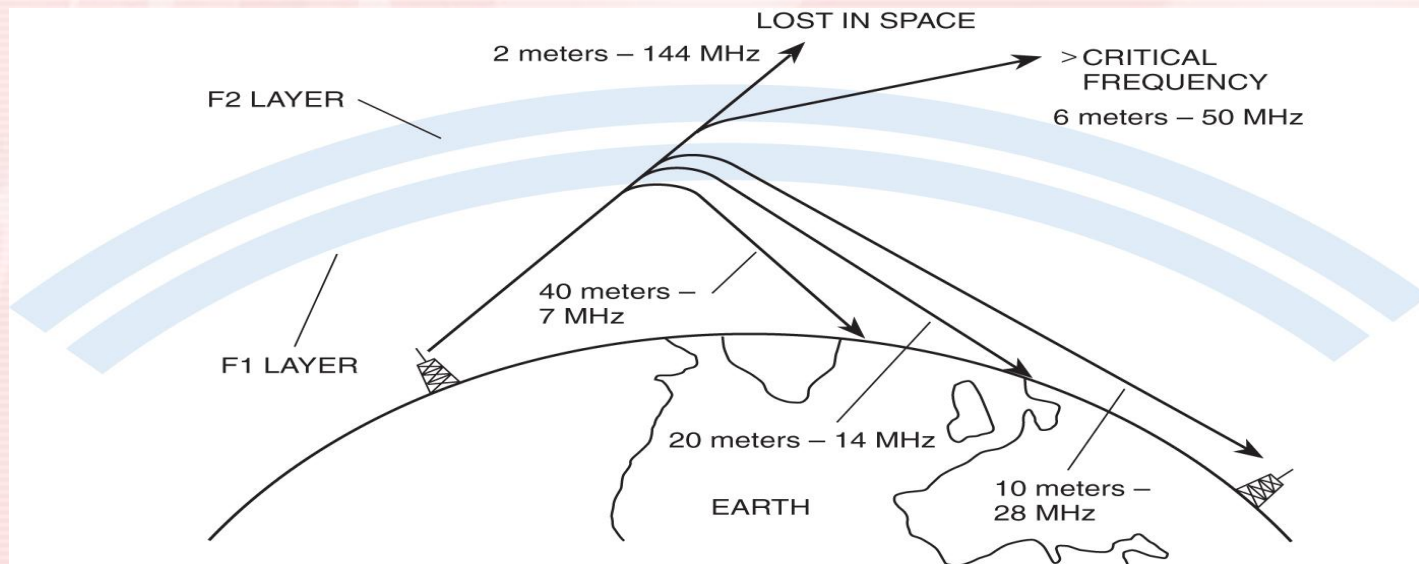 LOST IN SPACE
2 meters – 144 MHz
> CRITICAL
FREQUENCY
6 meters – 50 MHz
F2 LAYER
F1 LAYER
40 meters –
7 MHz
20 meters – 14 MHz
10 meters –
28 MHz
EARTH